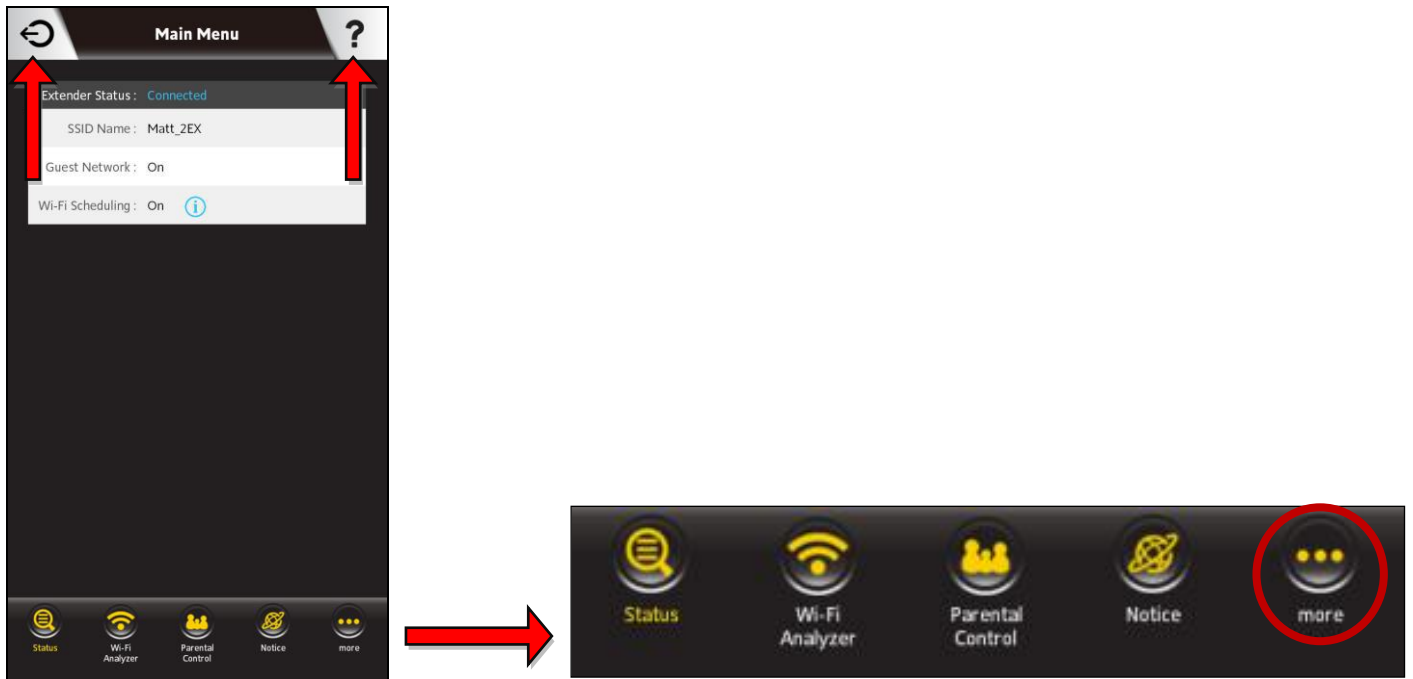 Main Menu
?
Extender Status : Connected
SSID Name : Matt_2EX
Guest Network : On
Wi-Fi Scheduling : On
Status
Wi-Fi
Analyzer
Parental
Control
Notice
more
Status
Wi-Fi
Analyzer
Parental
Control
Notice
more